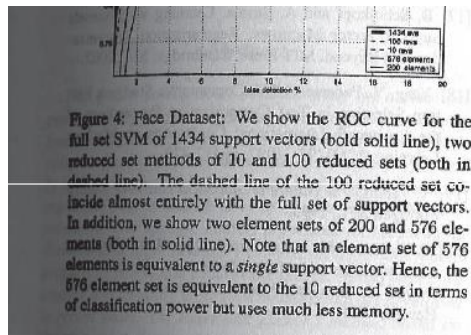 1434 svs
100 rsvs
10 rsvs
576 elements
200 elements
2 4 6 8 10 12 14 16 18 20
false detection %
Figure 4: Face Dataset: We show the ROC curve for the
full set SVM of 1434 support vectors (bold solid line), two
reduced set methods of 10 and 100 reduced sets (both in
dashed line). The dashed line of the 100 reduced set co-
incide almost entirely with the full set of support vectors.
In addition, we show two element sets of 200 and 576 ele-
ments (both in solid line). Note that an element set of 576
elements is equivalent to a single support vector. Hence, the
576 element set is equivalent to the 10 reduced set in terms
of classification power but uses much less memory.